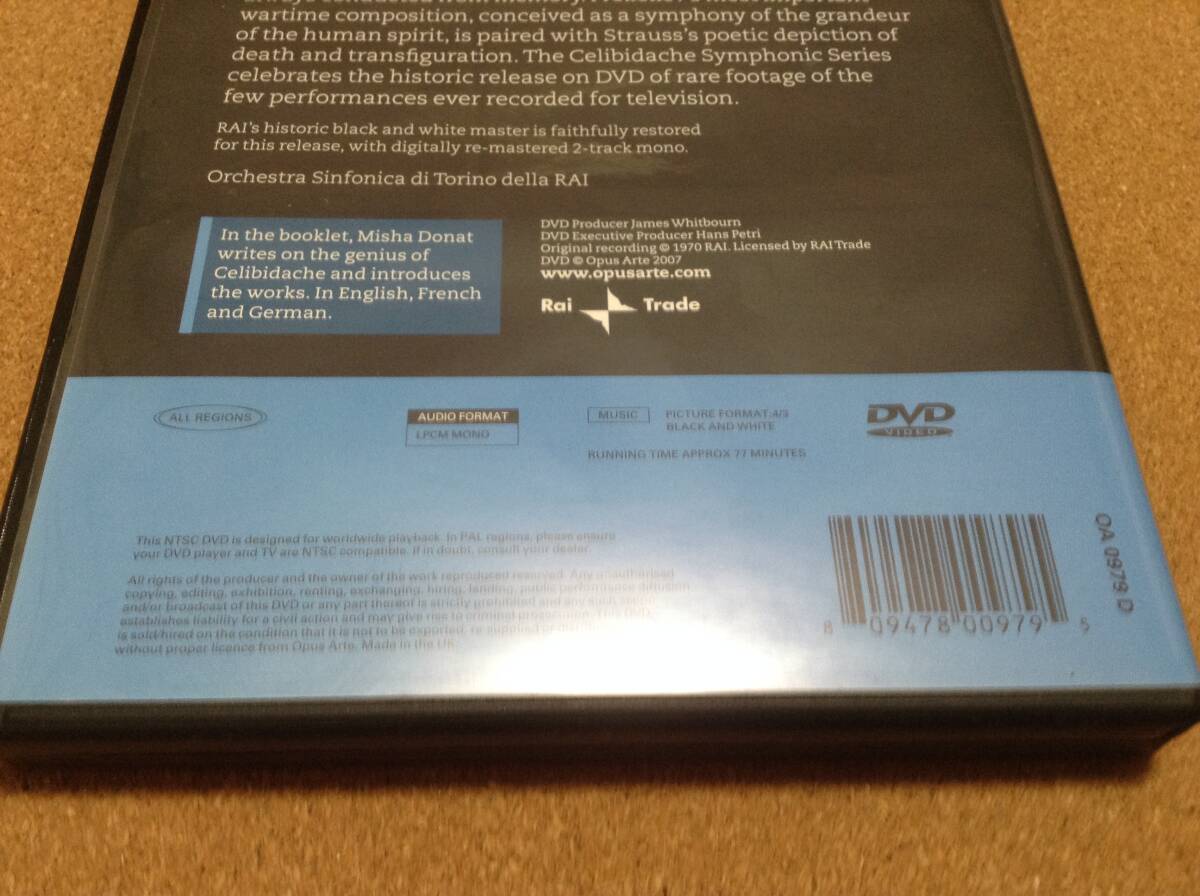 wartime composition, conceived as a symphony of the grandeur
of the human spirit, is paired with Strauss's poetic depiction of
death and transfiguration. The Celibidache Symphonic Series
celebrates the historic release on DVD of rare footage of the
few performances ever recorded for television.
RAI's historic black and white master is faithfully restored
for this release, with digitally re-mastered 2-track mono.
Orchestra Sinfonica di Torino della RAI
In the booklet, Misha Donat
writes on the genius of
Celibidache and introduces
the works. In English, French
and German.
DVD Producer James Whitbourn
DVD Executive Producer Hans Petri
Original recording © 1970 RAI. Licensed by RAI Trade
DVD © Opus Arte 2007
www.opusarte.com
Rai Trade
ALL REGIONS
AUDIO FORMAT
LPCM MONO
MUSIC
PICTURE FORMAT:4/3
BLACK AND WHITE
RUNNING TIME APPROX 77 MINUTES
DVD
VIDEO
This NTSC DVD is designed for worldwide playback. In PAL regions, please ensure
your DVD player and TV are NTSC compatible. If in doubt, consult your dealer.
All rights of the producer and the owner of the work reproduced reserved. Any unauthorised
copying, editing, exhibition, renting, exchanging, hiring, lending, public performance diffusion
and/or broadcast of this DVD or any part thereof is strictly prohibited and any such
establishes liability for a civil action and may give rise to criminal prosecution. This DVD
is sold/hired on the condition that it is not to be exported, re-supplied
without proper licence from Opus Arte. Made in the UK
8 09478 00979 5
OA 0979 D